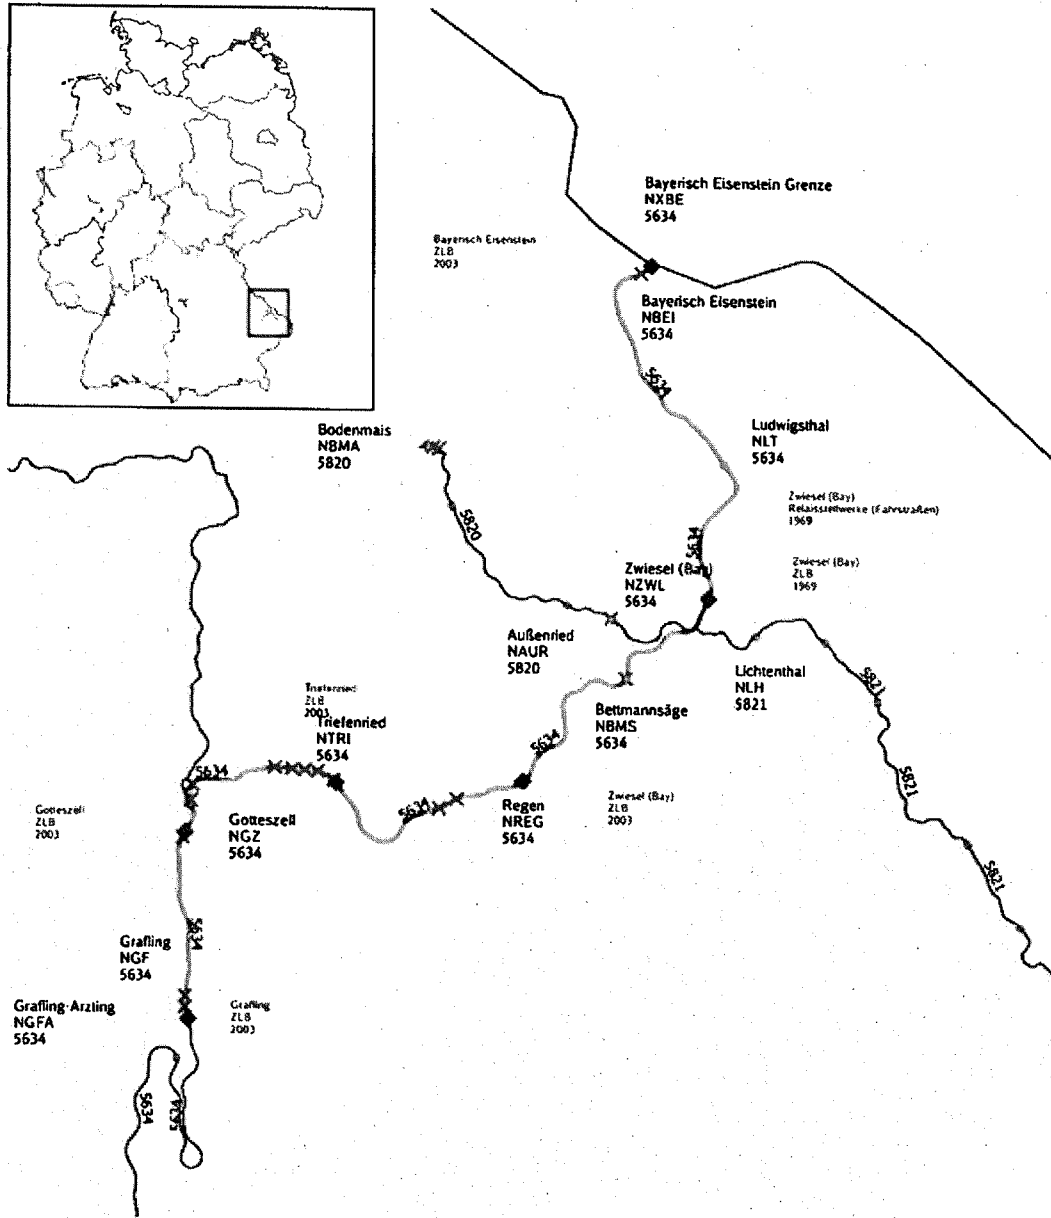 Bayerisch Eisenstein Grenze
NXBE
5634
Bayerisch Eisenstein
ZLB
2003
Bayerisch Eisenstein
NBEI
5634
5634
Bodenmais
NBMA
5820
Ludwigsthal
NLT
5634
5820
Zwiesel (Bay)
Relaisstellwerke (Fahrstraßen)
1969
5634
Zwiesel (Bay)
ZLB
1969
Zwiesel (Bay)
NZWL
5634
Außenried
NAUR
5820
Lichtenthal
NLH
5821
5821
Triefenried
ZLB
2003
Triefenried
NTRI
5634
Bettmannsäge
NBMS
5634
5634
5634
5821
Gotteszell
ZLB
2003
Gotteszell
NGZ
5634
5634
Regen
NREG
5634
Zwiesel (Bay)
ZLB
2003
5821
5634
Grafling
NGF
5634
Grafling-Arzting
NGFA
5634
Grafling
ZLB
2003
5634
5634